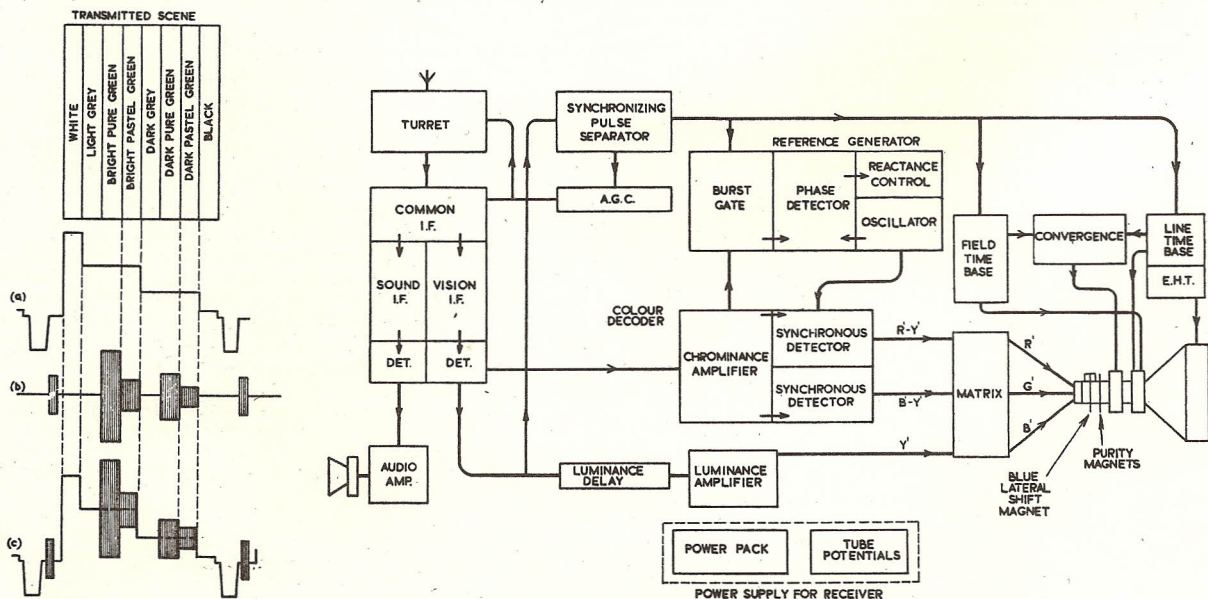 TRANSMITTED SCENE
WHITE
LIGHT GREY
BRIGHT PURE GREEN
BRIGHT PASTEL GREEN
DARK GREY
DARK PURE GREEN
DARK PASTEL GREEN
BLACK
(a)
(b)
(c)
TURRET
SYNCHRONIZING
PULSE
SEPARATOR
A.G.C.
COMMON
I.F.
SOUND
I.F.
VISION
I.F.
DET.
DET.
AUDIO
AMP.
REFERENCE GENERATOR
BURST
GATE
PHASE
DETECTOR
REACTANCE
CONTROL
OSCILLATOR
COLOUR
DECODER
CHROMINANCE
AMPLIFIER
SYNCHRONOUS
DETECTOR
SYNCHRONOUS
DETECTOR
LUMINANCE
DELAY
LUMINANCE
AMPLIFIER
R'-Y'
B'-Y'
Y'
MATRIX
R'
G'
B'
FIELD
TIME
BASE
CONVERGENCE
LINE
TIME
BASE
E.H.T.
PURITY
MAGNETS
BLUE
LATERAL
SHIFT
MAGNET
POWER PACK
TUBE
POTENTIALS
POWER SUPPLY FOR RECEIVER